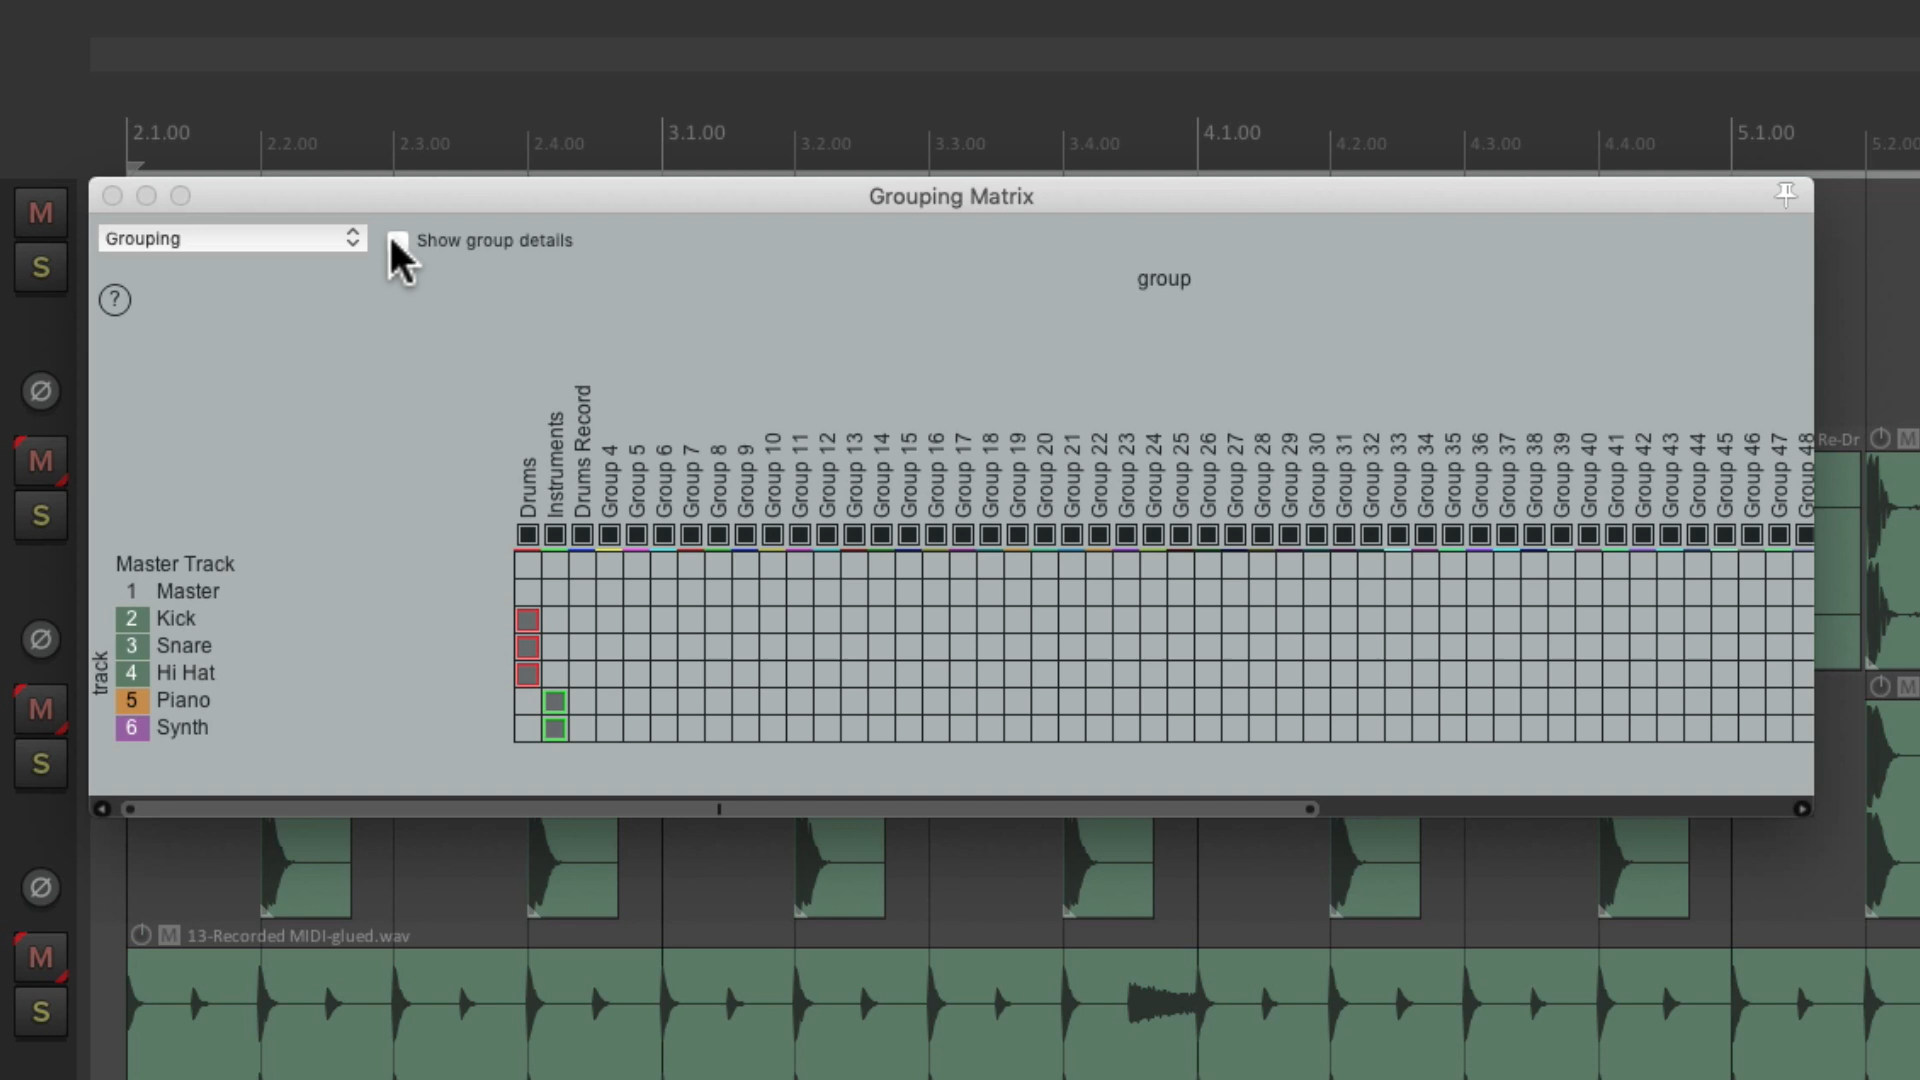 2.1.00 2.2.00 2.3.00 2.4.00 3.1.00 3.2.00 3.3.00 3.4.00 4.1.00 4.2.00 4.3.00 4.4.00 5.1.00 5.2.00
M
S
Ø
M
S
Ø
M
S
Ø
M
S
Grouping Matrix
Grouping
Show group details
?
group
Drums
Instruments
Drums Record
Group 4
Group 5
Group 6
Group 7
Group 8
Group 9
Group 10
Group 11
Group 12
Group 13
Group 14
Group 15
Group 16
Group 17
Group 18
Group 19
Group 20
Group 21
Group 22
Group 23
Group 24
Group 25
Group 26
Group 27
Group 28
Group 29
Group 30
Group 31
Group 32
Group 33
Group 34
Group 35
Group 36
Group 37
Group 38
Group 39
Group 40
Group 41
Group 42
Group 43
Group 44
Group 45
Group 46
Group 47
Group 48
track
Master Track
1 Master
2 Kick
3 Snare
4 Hi Hat
5 Piano
6 Synth
Re-Dr
M
M
M 13-Recorded MIDI-glued.wav